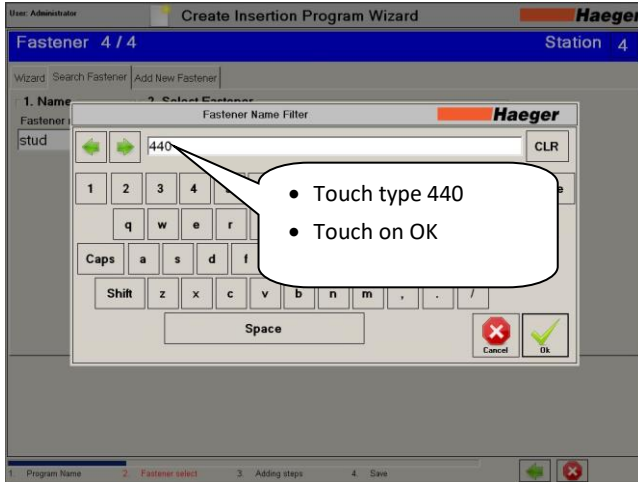 User: Administrator
Create Insertion Program Wizard
Haeger
Fastener 4 / 4
Station 4
Wizard Search Fastener Add New Fastener
1. Name
2. Select Fastener
Fastener
stud
Fastener Name Filter
Haeger
440
CLR
1 2 3 4
q w e r
Caps a s d f
Shift z x c v b n m , . /
Space
Cancel
Ok
• Touch type 440
• Touch on OK
1. Program Name 2. Fastener select 3. Adding steps 4. Save